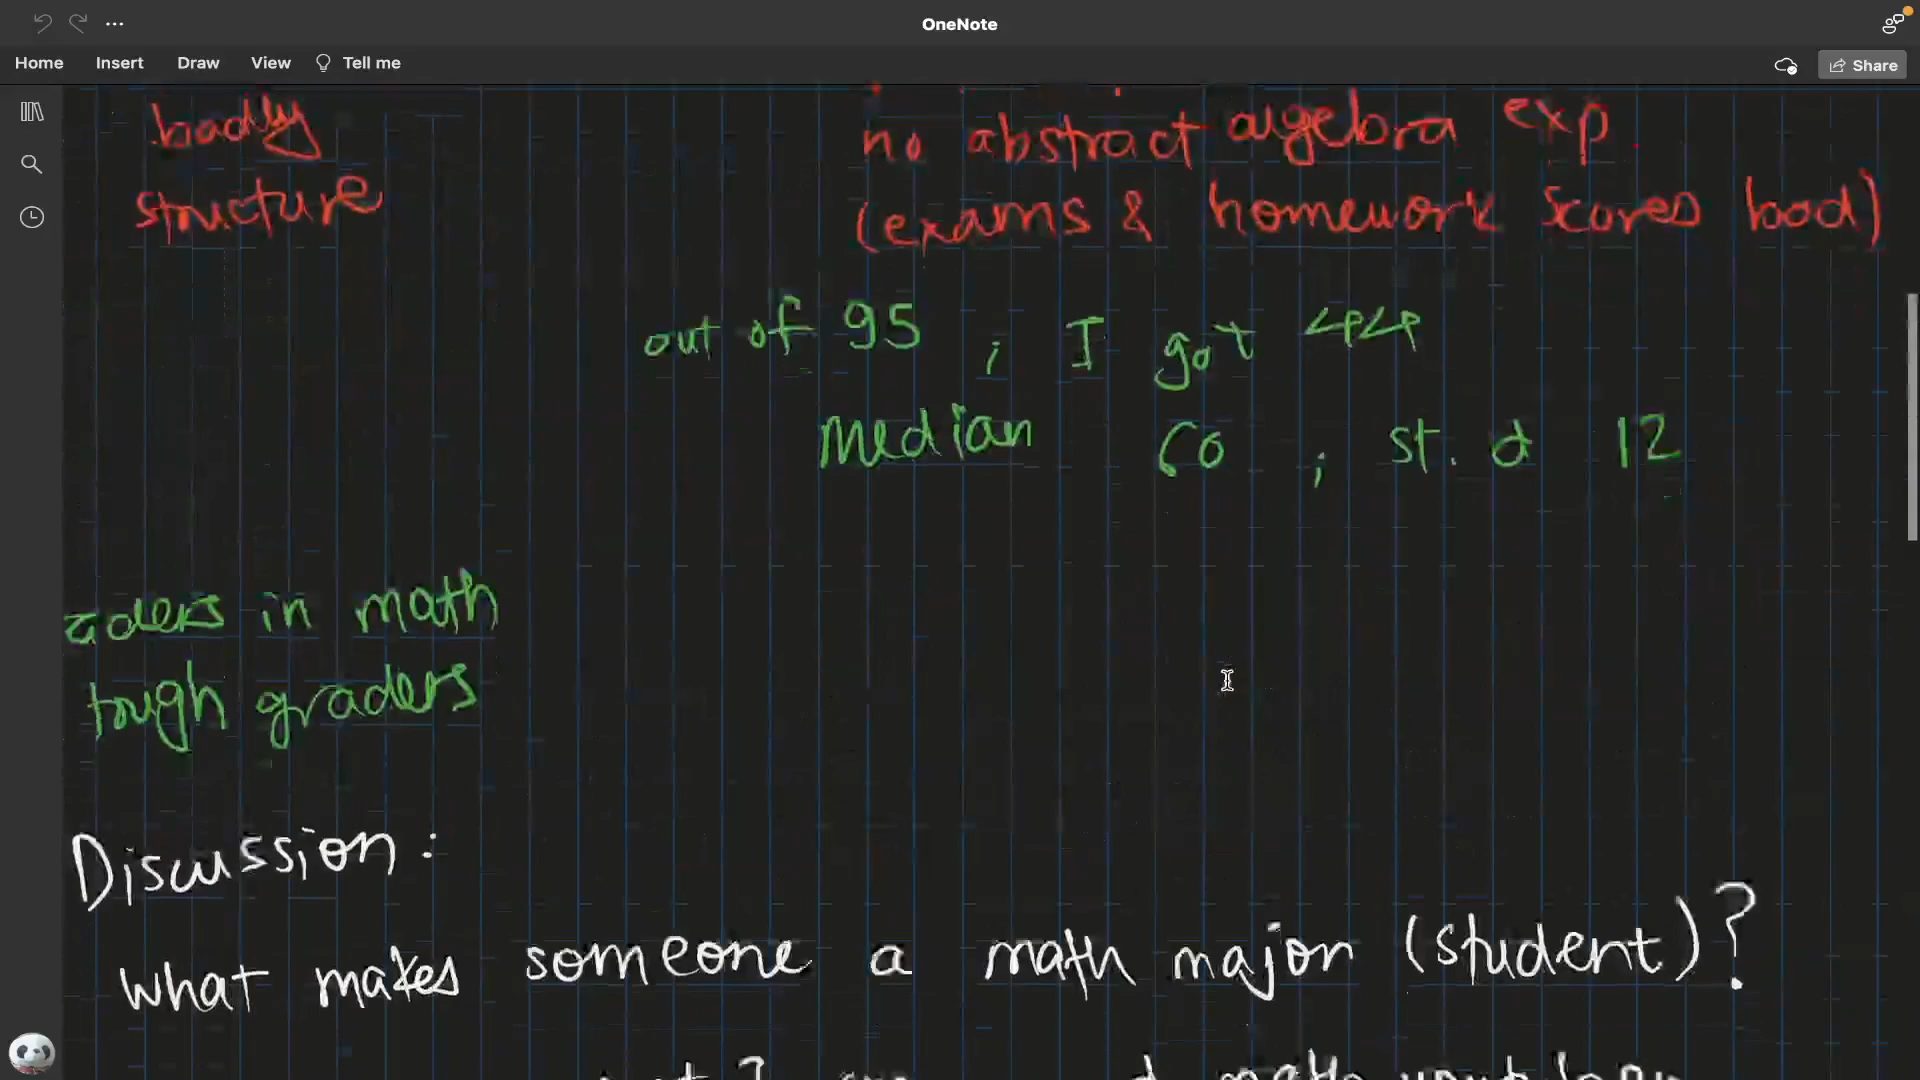 OneNote
Home Insert Draw View Tell me Share
badly
structure
no abstract algebra exp
(exams & homework scores bad)
out of 95 , I got 44
Median 60 ; st. d 12
in math
tough graders
Discussion:
What makes someone a math major (student)?